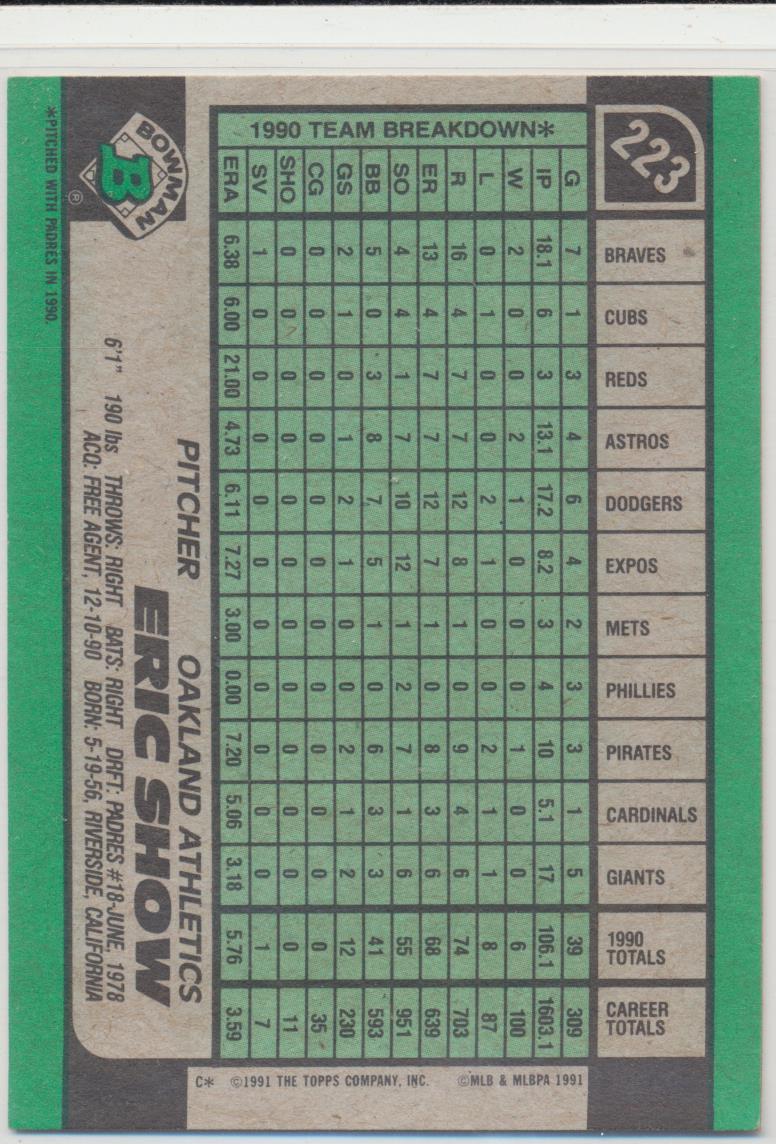 223
1990 TEAM BREAKDOWN*
G IP W L R ER SO BB GS CG SHO SV ERA
BRAVES 7 18.1 2 0 16 13 4 5 2 0 0 1 6.38
CUBS 1 6 0 1 4 4 4 0 1 0 0 0 6.00
REDS 3 3 0 0 7 7 1 3 0 0 0 0 21.00
ASTROS 4 13.1 2 0 7 7 7 8 1 0 0 0 4.73
DODGERS 6 17.2 1 2 12 12 10 7 2 0 0 0 6.11
EXPOS 4 8.2 0 1 8 7 12 5 1 0 0 0 7.27
METS 2 3 0 0 1 1 1 1 0 0 0 0 3.00
PHILLIES 3 4 0 0 0 0 2 0 0 0 0 0 0.00
PIRATES 3 10 1 2 9 8 7 6 2 0 0 0 7.20
CARDINALS 1 5.1 0 1 4 3 1 3 1 0 0 0 5.06
GIANTS 5 17 0 1 6 6 6 3 2 0 0 0 3.18
1990 TOTALS 39 106.1 6 8 74 68 55 41 12 0 0 1 5.76
CAREER TOTALS 309 1603.1 100 87 703 639 951 593 230 35 11 7 3.59
C* ©1991 THE TOPPS COMPANY, INC. ©MLB & MLBPA 1991
BOWMAN
B
®
PITCHER OAKLAND ATHLETICS
ERIC SHOW
6'1" 190 lbs THROWS: RIGHT BATS: RIGHT DRFT: PADRES #18-JUNE, 1978
ACQ: FREE AGENT, 12-10-90 BORN: 5-19-56, RIVERSIDE, CALIFORNIA
*PITCHED WITH PADRES IN 1990.